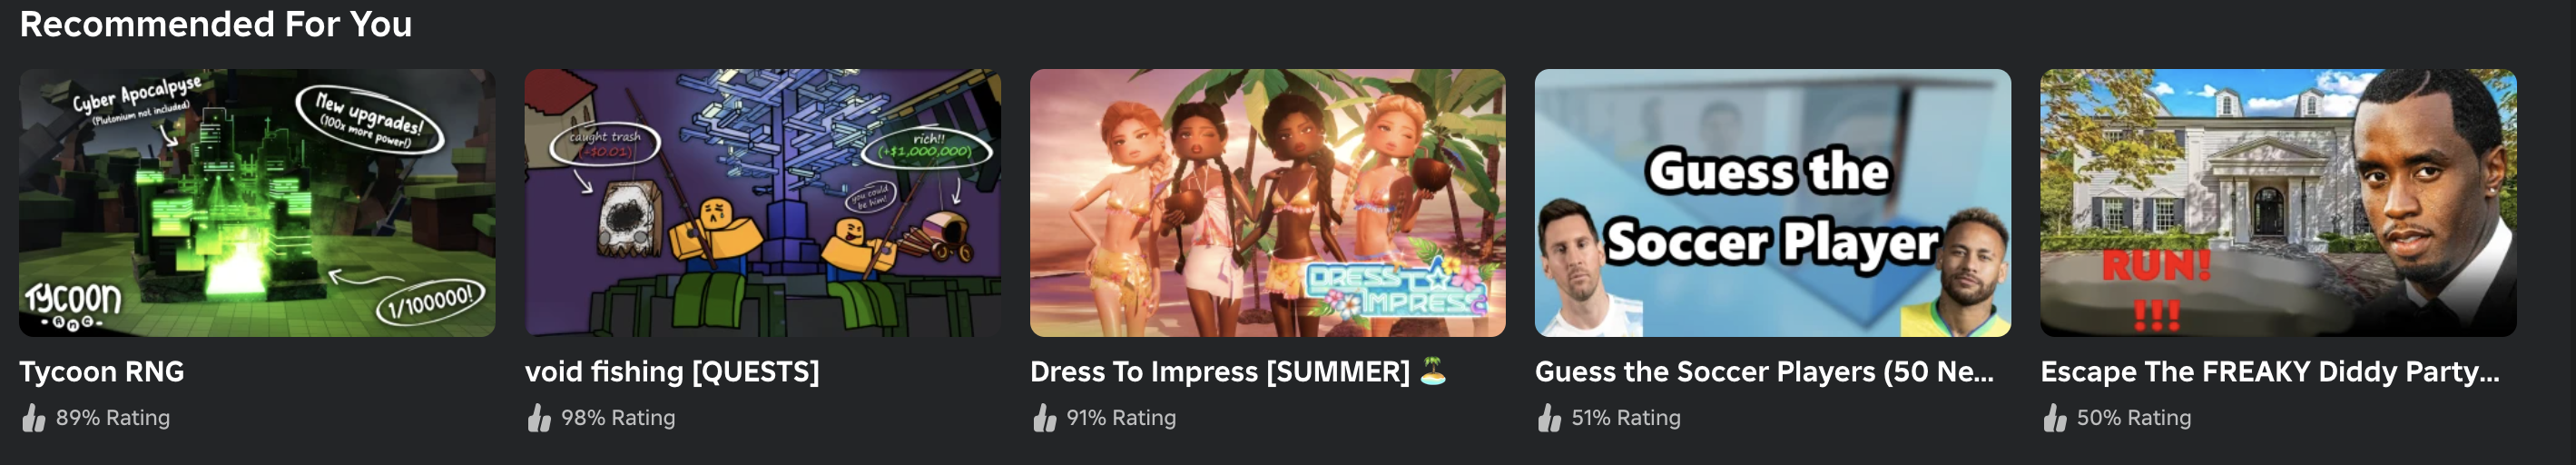 Recommended For You
Cyber Apocalpyse
(Plutonium not included)
New upgrades!
(100x more power!)
1/100000!
TYCOON
-RNG-
caught trash
(-$0.01)
rich!!
(+$1,000,000)
you could
be him!
DRESS TO
IMPRESS
Guess the
Soccer Player
RUN!
!!!
Tycoon RNG
void fishing [QUESTS]
Dress To Impress [SUMMER] 🏝️
Guess the Soccer Players (50 Ne...
Escape The FREAKY Diddy Party...
89% Rating
98% Rating
91% Rating
51% Rating
50% Rating